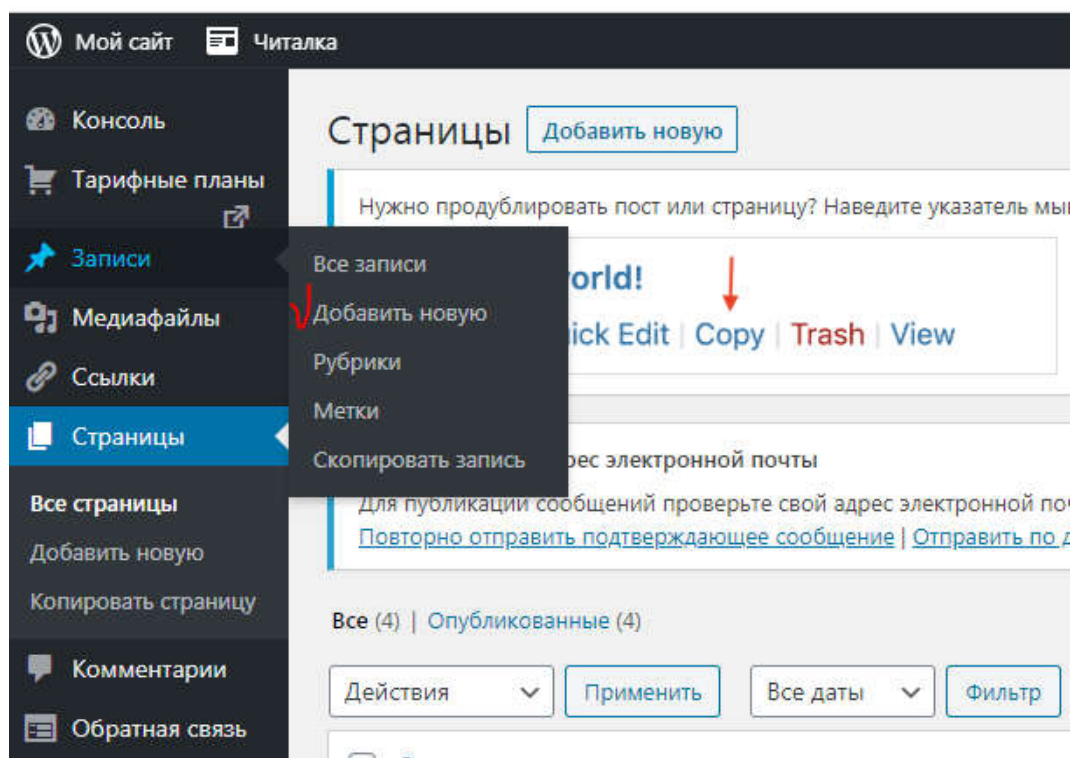 Мой сайт Читалка
Консоль
Тарифные планы
Записи
Медиафайлы
Ссылки
Страницы
Все страницы
Добавить новую
Копировать страницу
Комментарии
Обратная связь
Все записи
Добавить новую
Рубрики
Метки
Скопировать запись
Страницы Добавить новую
Нужно продублировать пост или страницу? Наведите указатель мы
orld!
ick Edit | Copy | Trash | View
рес электронной почты
Для публикации сообщений проверьте свой адрес электронной по
Повторно отправить подтверждающее сообщение | Отправить по д
Все (4) | Опубликованные (4)
Действия Применить Все даты Фильтр